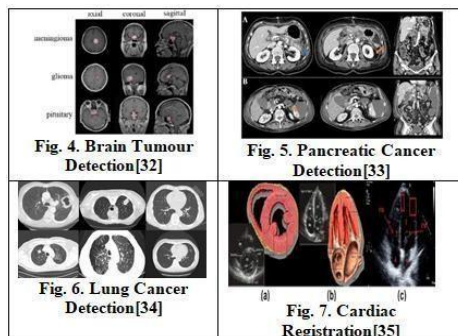 axial coronal sagittal
meningioma
glioma
pituitary
Fig. 4. Brain Tumour
Detection[32]
A
B
Fig. 5. Pancreatic Cancer
Detection[33]
Fig. 6. Lung Cancer
Detection[34]
(a) (b) (c)
Fig. 7. Cardiac
Registration[35]